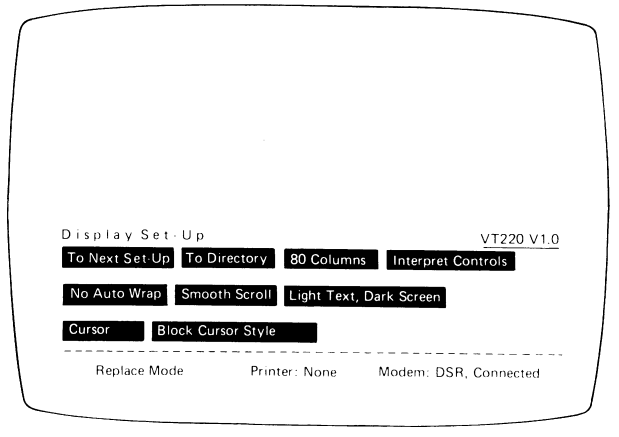 Display Set-Up VT220 V1.0
To Next Set-Up To Directory 80 Columns Interpret Controls
No Auto Wrap Smooth Scroll Light Text, Dark Screen
Cursor Block Cursor Style
Replace Mode Printer: None Modem: DSR, Connected